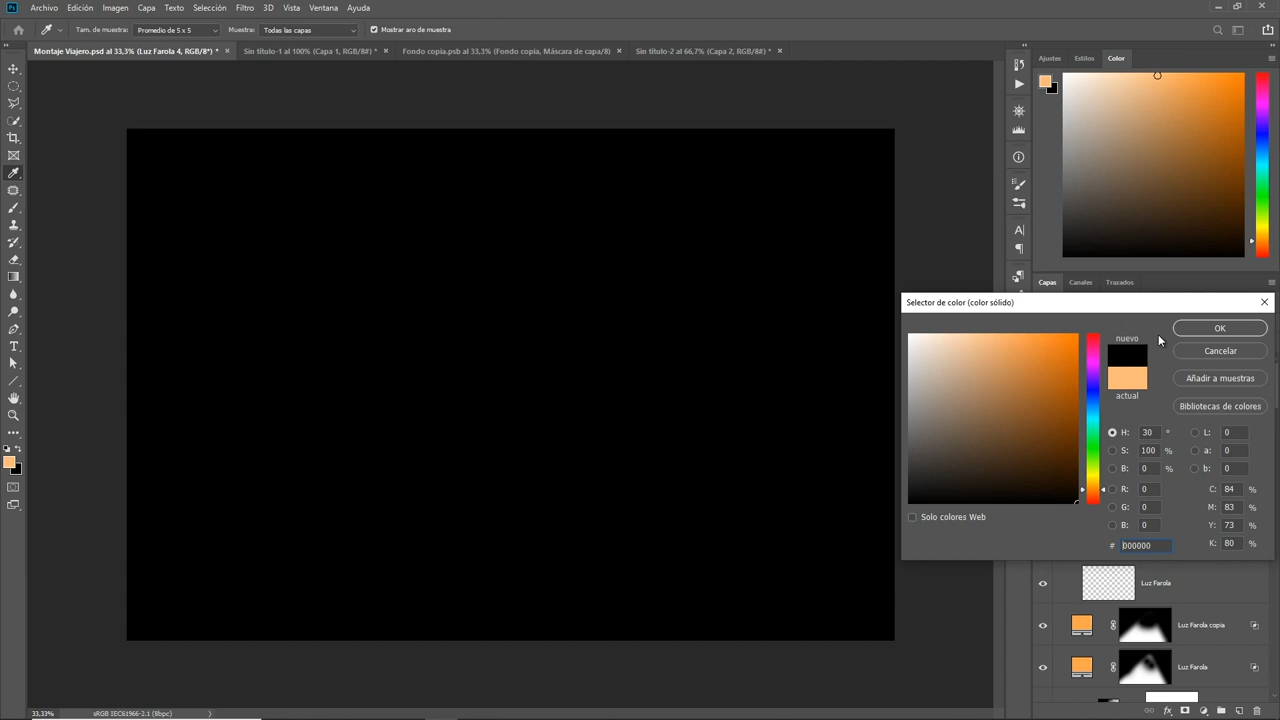 Ps Archivo Edición Imagen Capa Texto Selección Filtro 3D Vista Ventana Ayuda
Tam. de muestra: Promedio de 5 x 5 Muestra: Todas las capas Mostrar aro de muestreo
Montaje Viajero.psd al 33,3% (Luz Farola 4, RGB/8*) * × Sin título-1 al 100% (Capa 1, RGB/8#) * × Fondo copia.psb al 33,3% (Fondo copia, Máscara de capa/8) × Sin título-2 al 66,7% (Capa 2, RGB/8#) * ×
Ajustes Estilos Color
Capas Canales Trazados
Selector de color (color sólido)
nuevo
actual
OK
Cancelar
Añadir a muestras
Bibliotecas de colores
H: 30 ° L: 0
S: 100 % a: 0
B: 0 % b: 0
R: 0 C: 84 %
G: 0 M: 83 %
B: 0 Y: 73 %
# 000000 K: 80 %
Solo colores Web
Luz Farola
Luz Farola copia
Luz Farola
33,33% sRGB IEC61966-2.1 (8bpc)